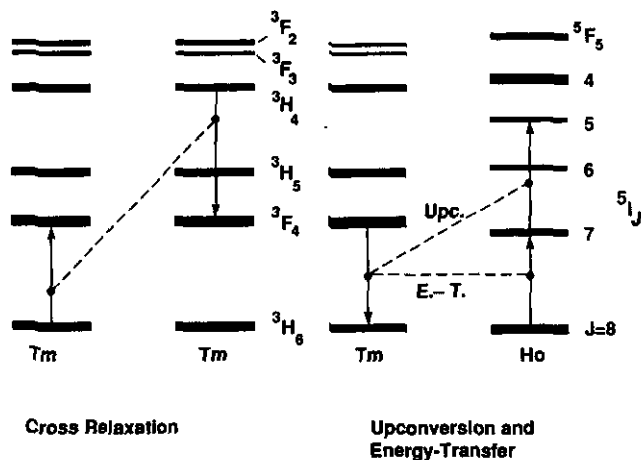 ³F₂
³F₃
³H₄
³H₅
³F₄
³H₆
Tm
Tm
Cross Relaxation
⁵F₅
4
5
6
7
J=8
⁵I_J
Upc.
E.– T.
Tm
Ho
Upconversion and
Energy-Transfer